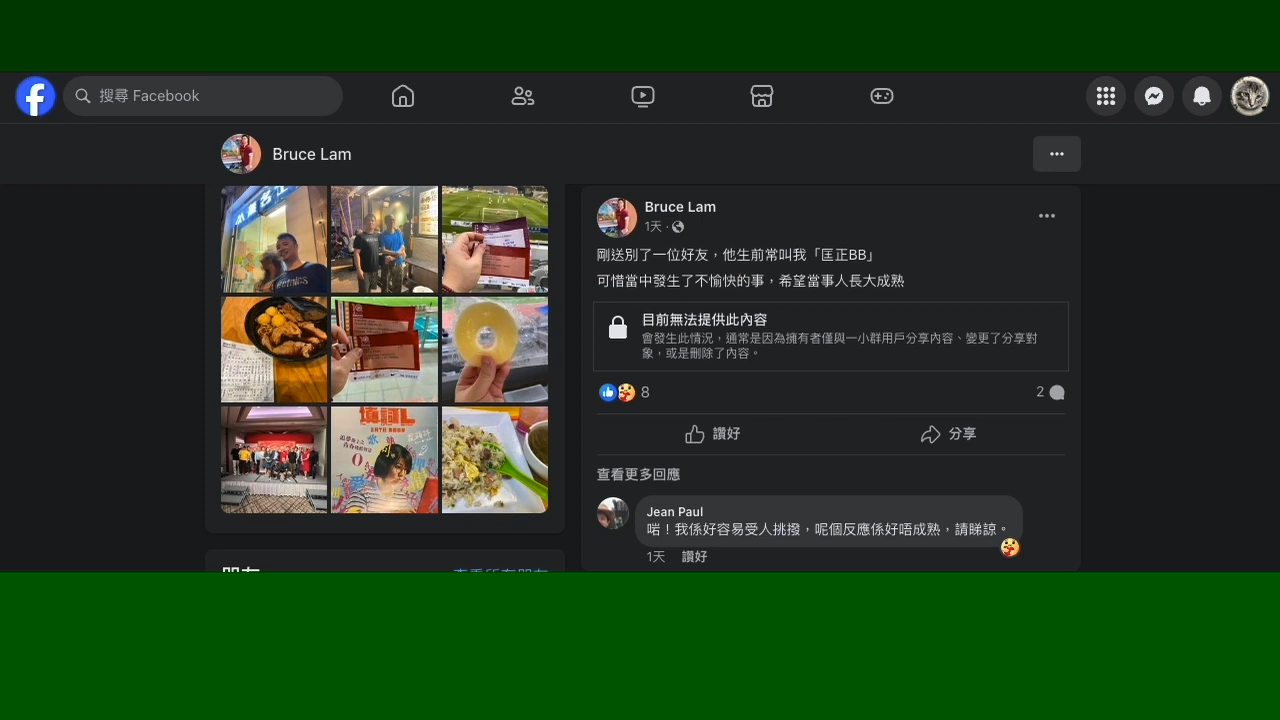 搜尋 Facebook
Bruce Lam
填詞L
Bruce Lam
1天
剛送別了一位好友，他生前常叫我「匡正BB」
可惜當中發生了不愉快的事，希望當事人長大成熟
目前無法提供此內容
會發生此情況，通常是因為擁有者僅與一小群用戶分享內容、變更了分享對
象，或是刪除了內容。
8
2
讚好
分享
查看更多回應
Jean Paul
啱！我係好容易受人挑撥，呢個反應係好唔成熟，請睇諒。
1天 讚好